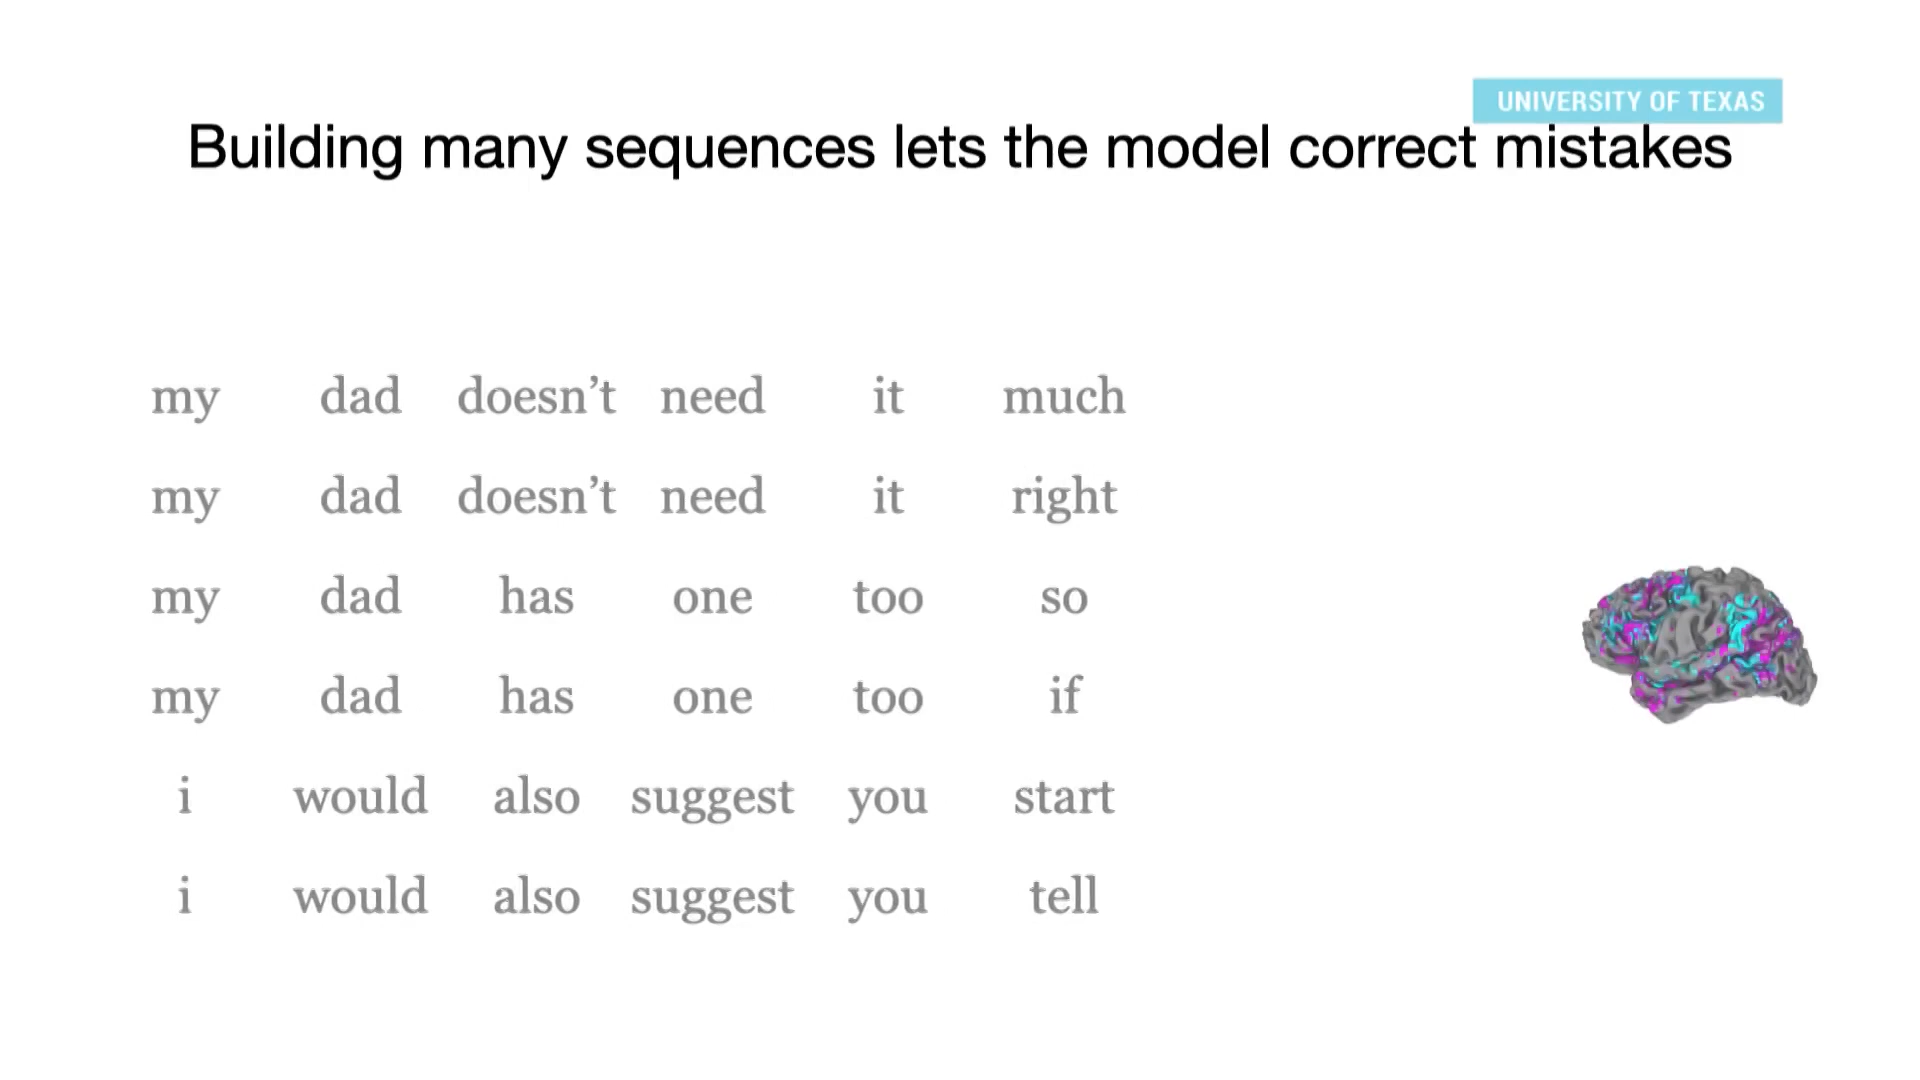 UNIVERSITY OF TEXAS
Building many sequences lets the model correct mistakes
my dad doesn’t need it much
my dad doesn’t need it right
my dad has one too so
my dad has one too if
i would also suggest you start
i would also suggest you tell